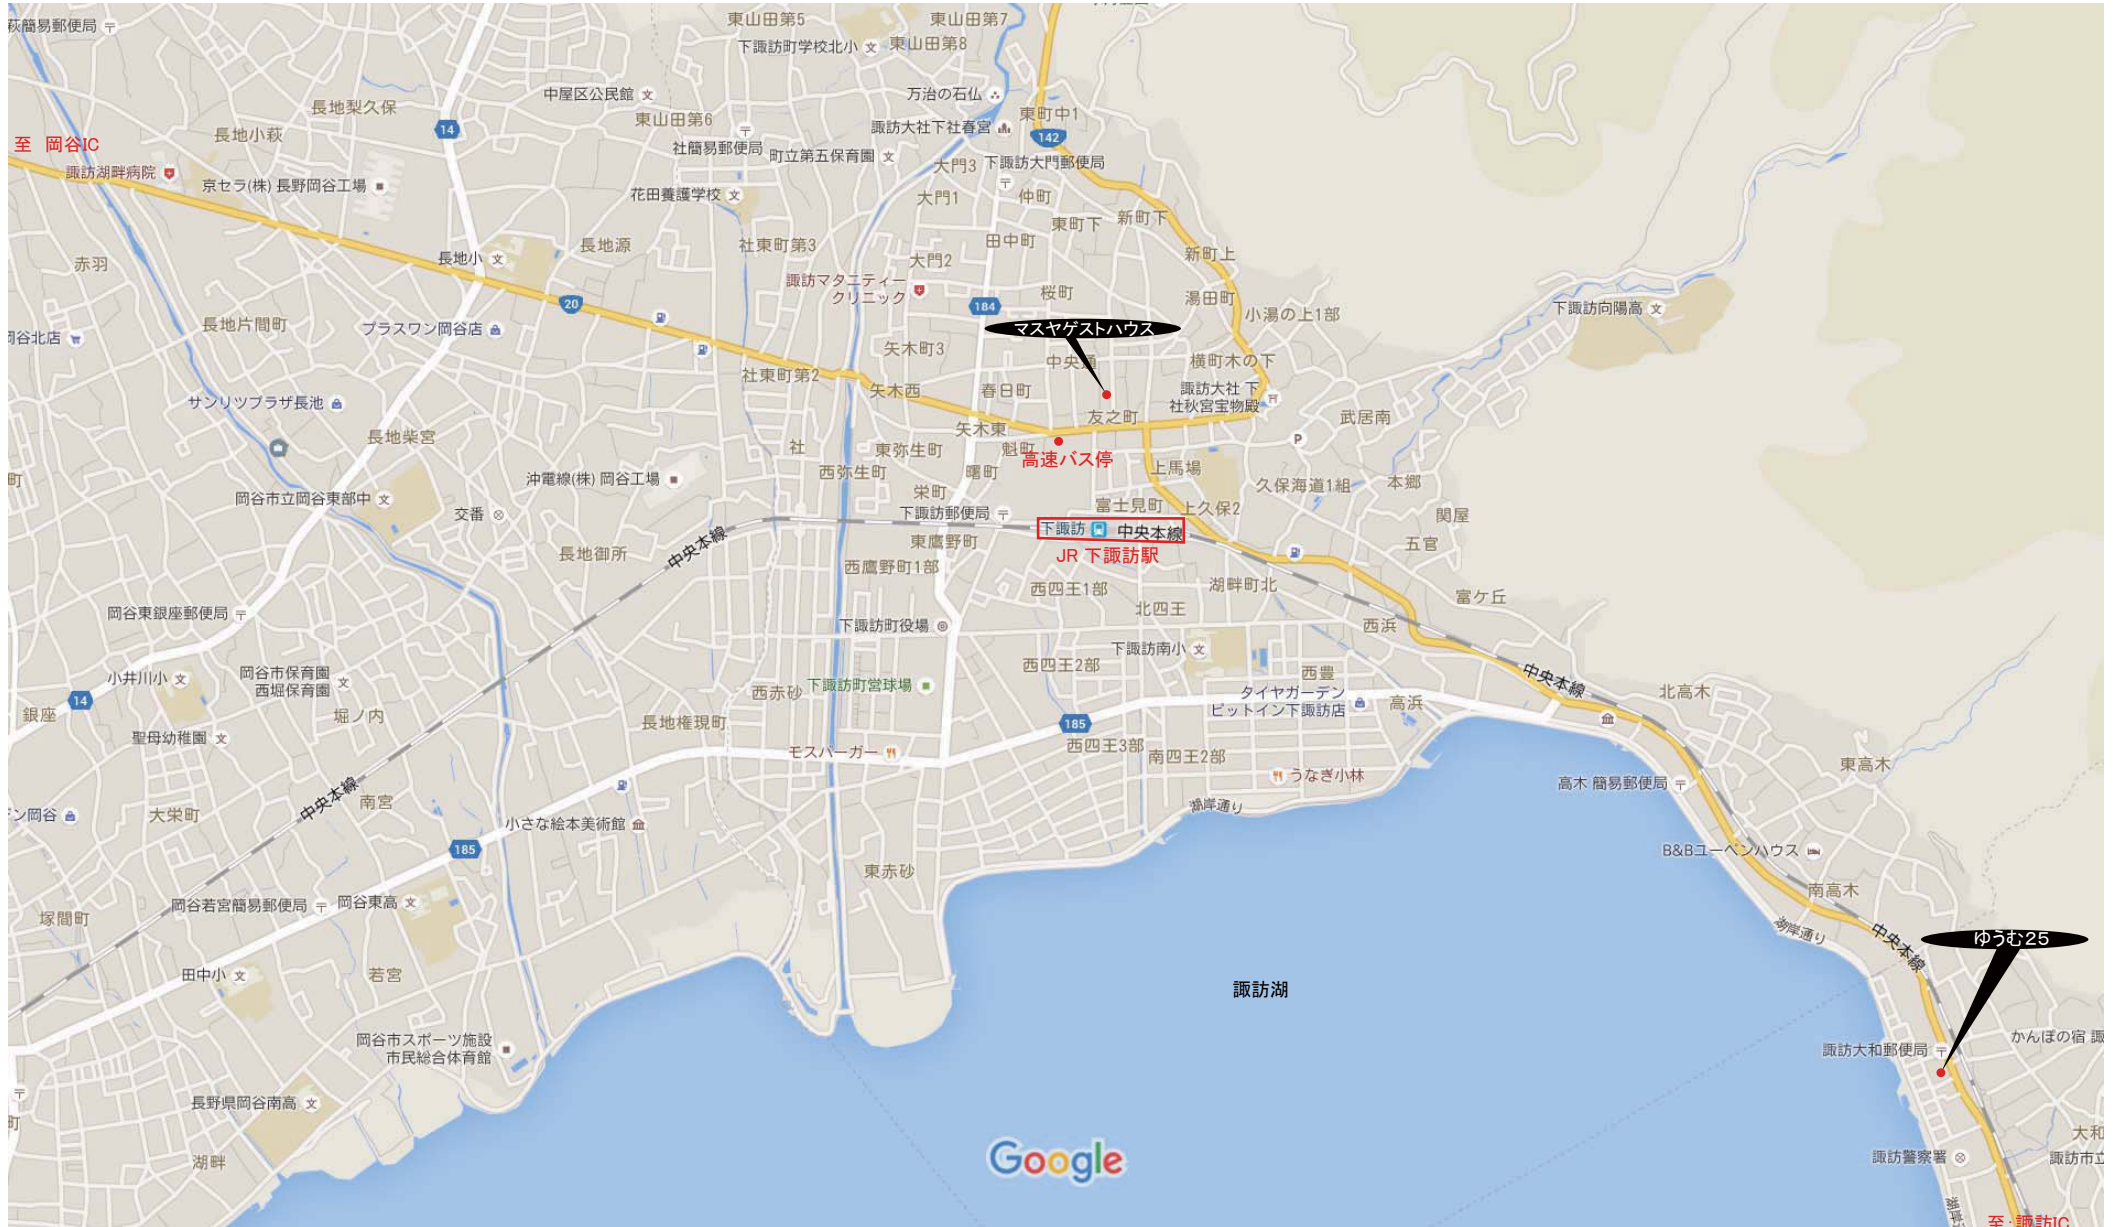 萩簡易郵便局
東山田第5
東山田第7
下諏訪町学校北小
東山田第8
中屋区公民館
万治の石仏
長地梨久保
東山田第6
東町中1
14
諏訪大社下社春宮
142
長地小萩
至 岡谷IC
社簡易郵便局
町立第五保育園
大門3
下諏訪大門郵便局
諏訪湖畔病院
京セラ(株) 長野岡谷工場
花田養護学校
大門1
仲町
東町下
新町下
田中町
長地源
社東町第3
新町上
長地小
大門2
赤羽
諏訪マタニティー
クリニック
桜町
湯田町
20
184
小湯の上1部
下諏訪向陽高
長地片間町
プラスワン岡谷店
マスヤゲストハウス
岡谷北店
矢木町3
中央通
横町木の下
社東町第2
矢木西
春日町
諏訪大社 下
社秋宮宝物殿
サンリツプラザ長池
友之町
武居南
矢木東
長地柴宮
社
東弥生町
魁町
高速バス停
P
西弥生町
曙町
上馬場
沖電線(株) 岡谷工場
久保海道1組
本郷
町
岡谷市立岡谷東部中
栄町
富士見町
上久保2
交番
下諏訪郵便局
関屋
下諏訪
中央本線
長地御所
中央本線
東鷹野町
JR 下諏訪駅
五官
西鷹野町1部
西四王1部
湖畔町北
富ケ丘
岡谷東銀座郵便局
北四王
下諏訪町役場
西浜
下諏訪南小
小井川小
岡谷市保育園
西堀保育園
西四王2部
西豊
中央本線
14
西赤砂
下諏訪町営球場
タイヤガーデン
ピットイン下諏訪店
高浜
北高木
銀座
堀ノ内
長地権現町
185
聖母幼稚園
モスバーガー
西四王3部
南四王2部
東高木
うなぎ小林
高木 簡易郵便局
中央本線
南宮
湖岸通り
ン岡谷
大栄町
小さな絵本美術館
185
B&Bユーベンハウス
東赤砂
南高木
岡谷若宮簡易郵便局
岡谷東高
塚間町
湖岸通り
中央本線
ゆうむ25
田中小
若宮
諏訪湖
岡谷市スポーツ施設
市民総合体育館
諏訪大和郵便局
かんぽの宿 諏
長野県岡谷南高
町
Google
大和
湖畔
諏訪警察署
諏訪市立
湖岸
至:諏訪IC